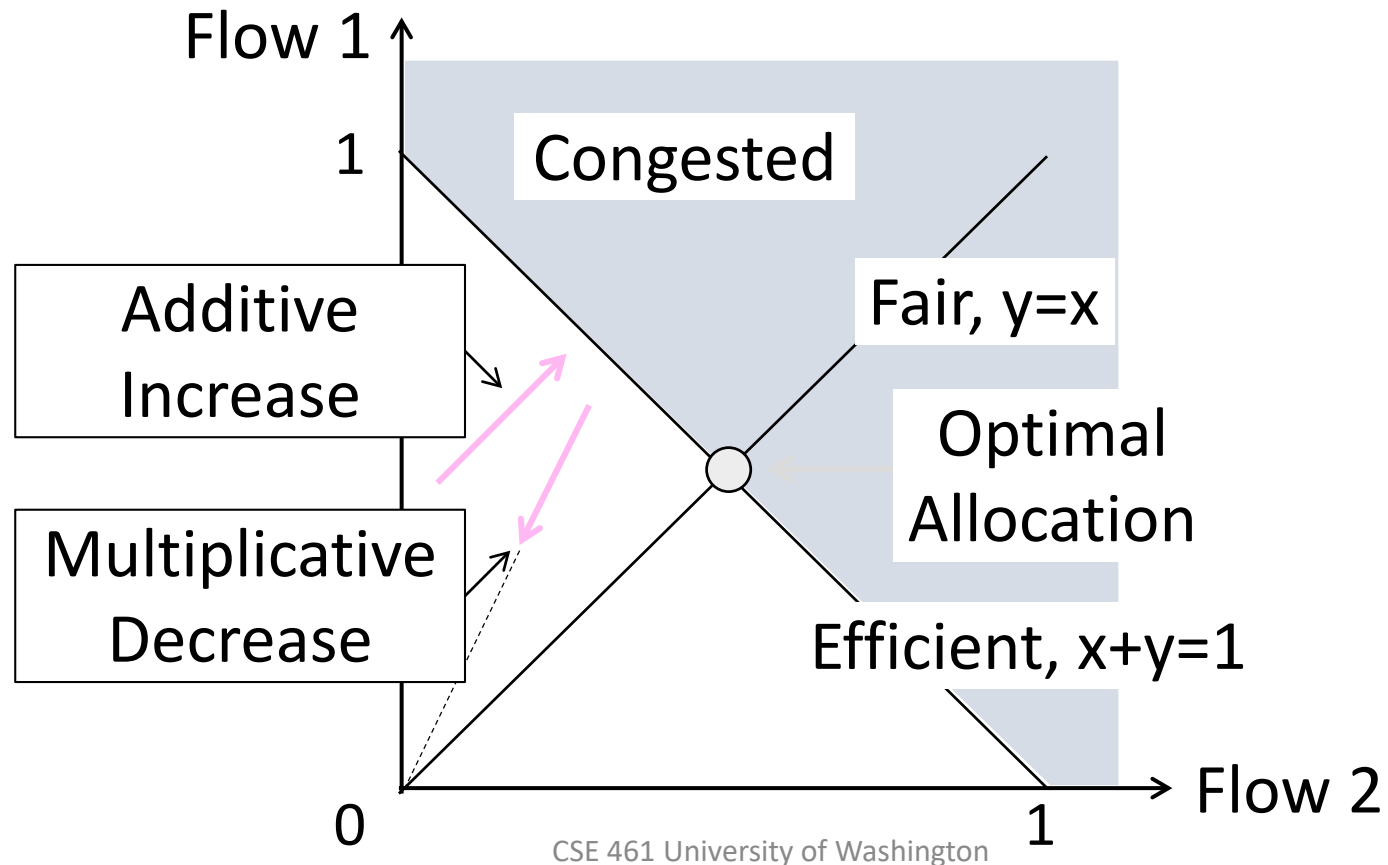 Flow 1
1
Congested
Additive
Increase
Fair, y=x
Optimal
Allocation
Multiplicative
Decrease
Efficient, x+y=1
Flow 2
0
1
CSE 461 University of Washington